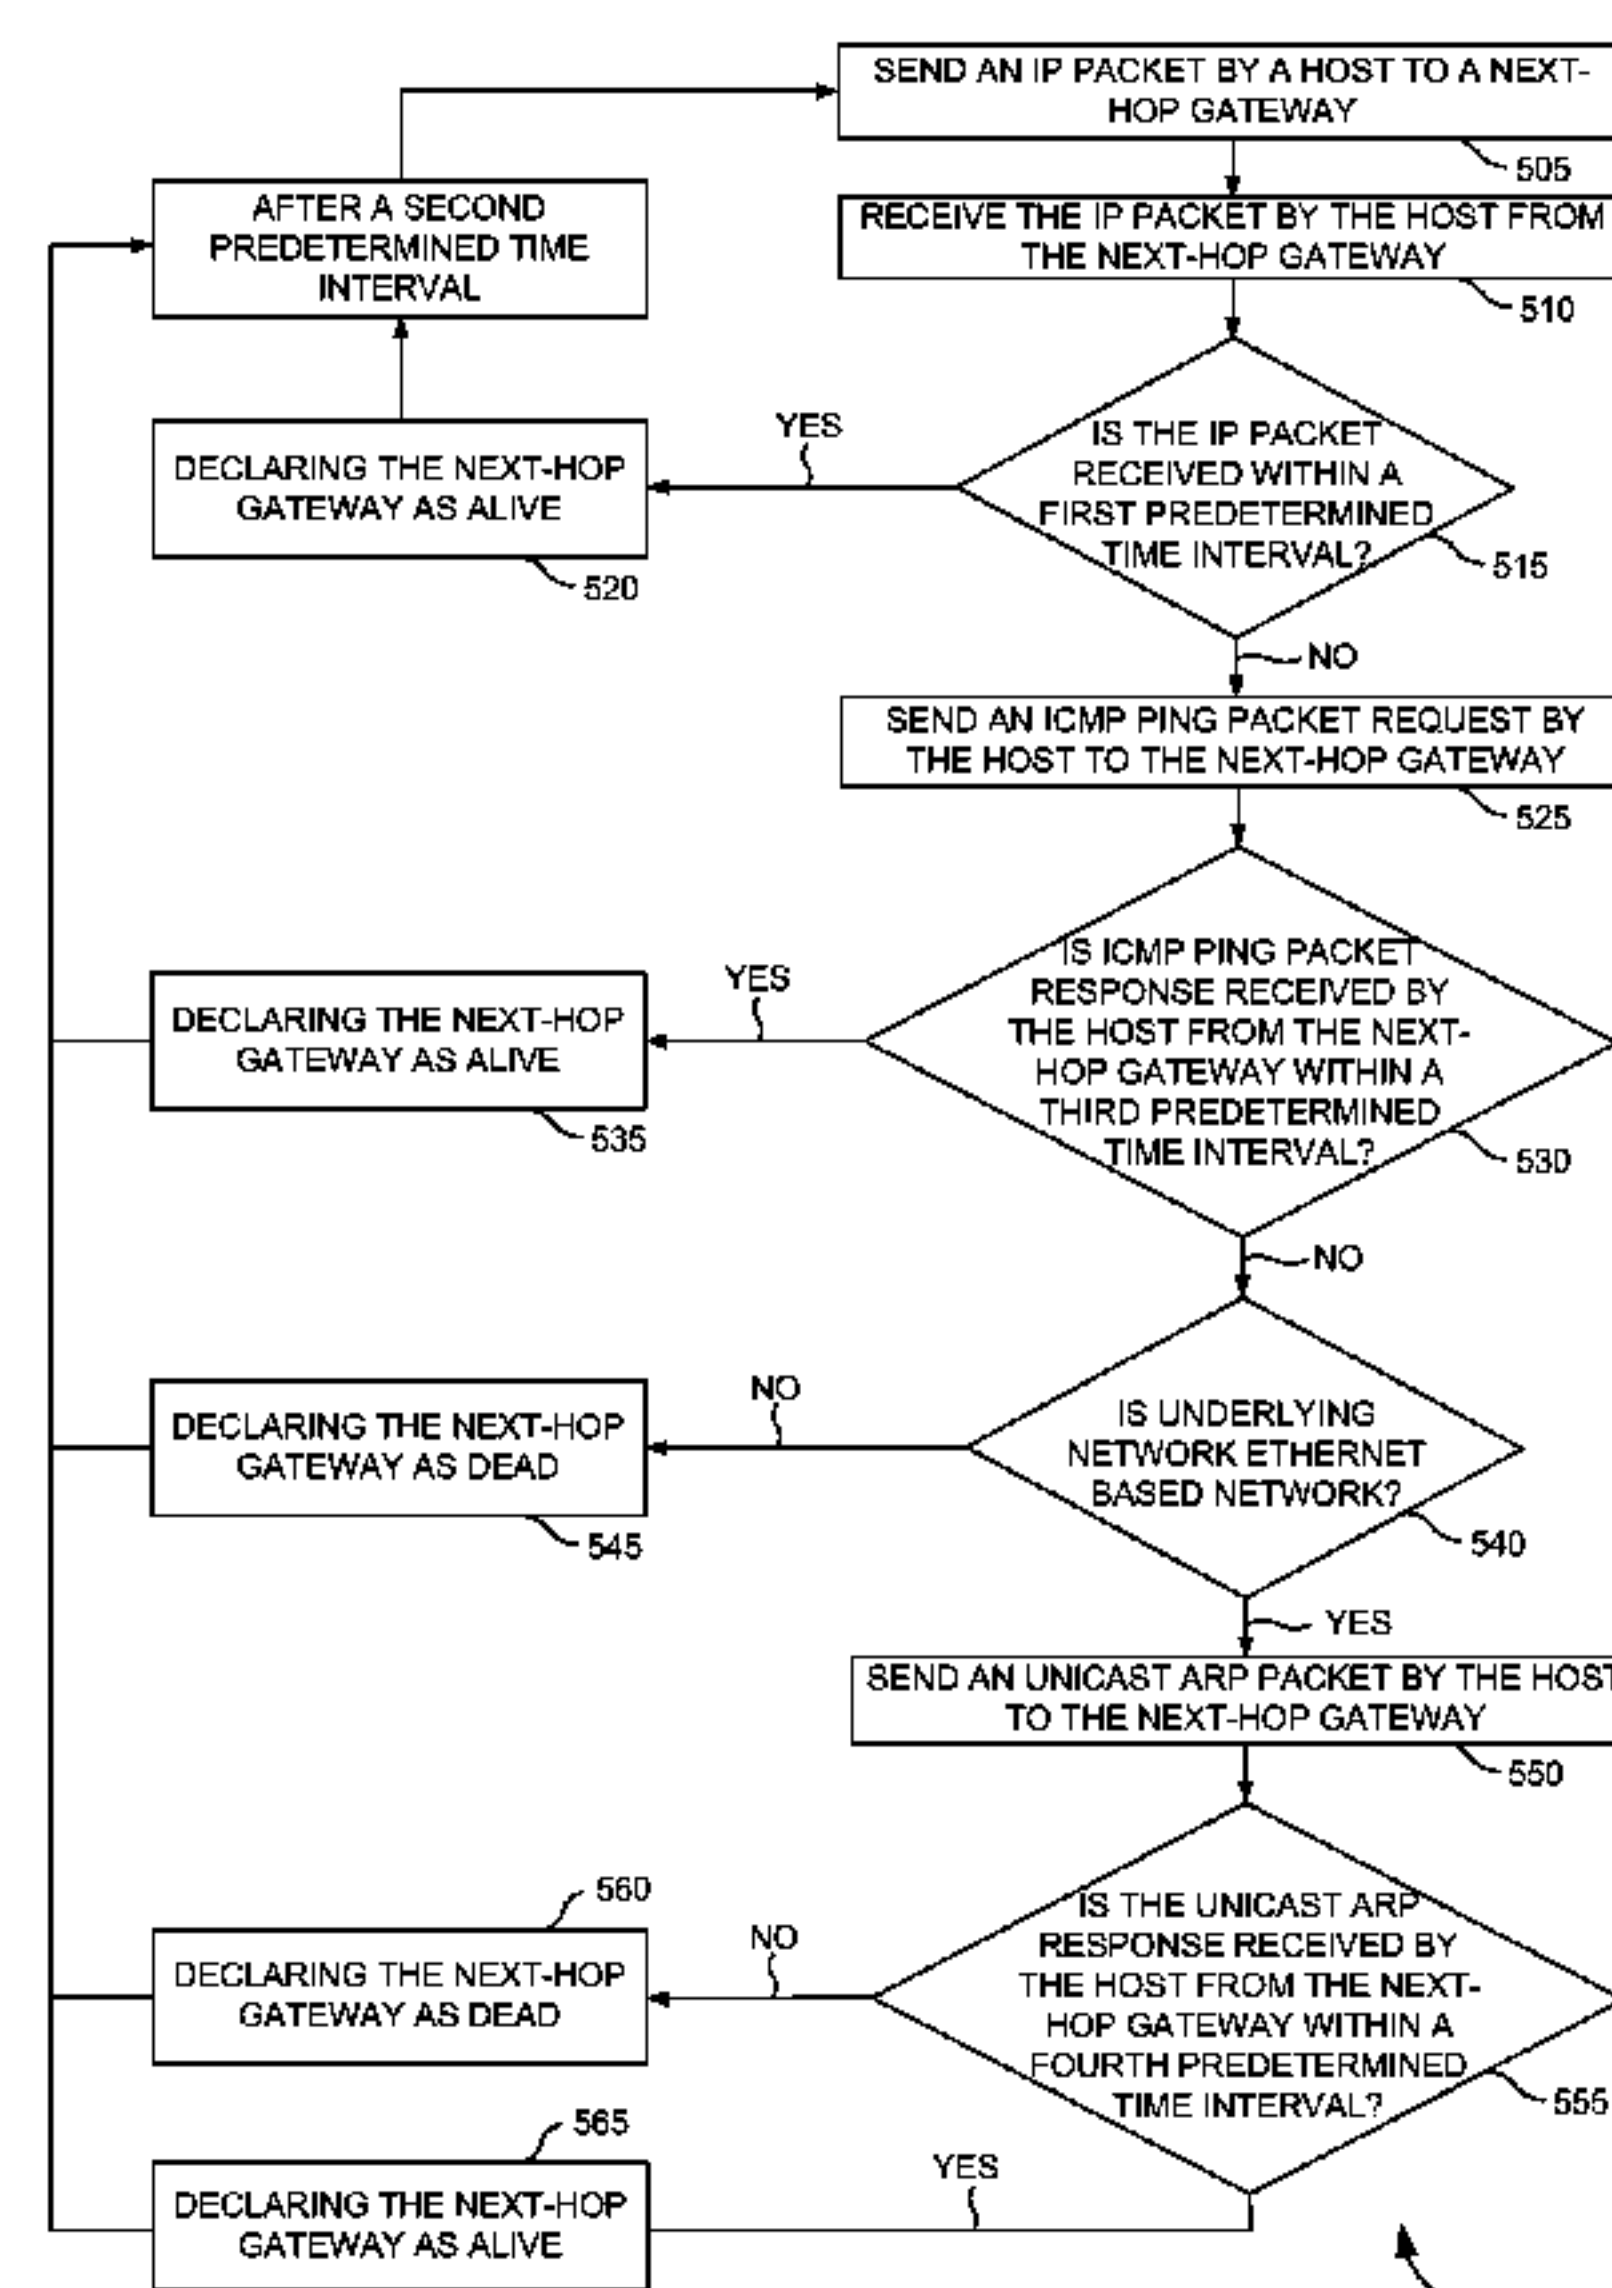 SEND AN IP PACKET BY A HOST TO A NEXT-
HOP GATEWAY
505
RECEIVE THE IP PACKET BY THE HOST FROM
THE NEXT-HOP GATEWAY
510
AFTER A SECOND
PREDETERMINED TIME
INTERVAL
IS THE IP PACKET
RECEIVED WITHIN A
FIRST PREDETERMINED
TIME INTERVAL?
515
YES
DECLARING THE NEXT-HOP
GATEWAY AS ALIVE
520
NO
SEND AN ICMP PING PACKET REQUEST BY
THE HOST TO THE NEXT-HOP GATEWAY
525
IS ICMP PING PACKET
RESPONSE RECEIVED BY
THE HOST FROM THE NEXT-
HOP GATEWAY WITHIN A
THIRD PREDETERMINED
TIME INTERVAL?
530
YES
DECLARING THE NEXT-HOP
GATEWAY AS ALIVE
535
NO
IS UNDERLYING
NETWORK ETHERNET
BASED NETWORK?
540
NO
DECLARING THE NEXT-HOP
GATEWAY AS DEAD
545
YES
SEND AN UNICAST ARP PACKET BY THE HOST
TO THE NEXT-HOP GATEWAY
550
IS THE UNICAST ARP
RESPONSE RECEIVED BY
THE HOST FROM THE NEXT-
HOP GATEWAY WITHIN A
FOURTH PREDETERMINED
TIME INTERVAL?
555
NO
560
DECLARING THE NEXT-HOP
GATEWAY AS DEAD
YES
565
DECLARING THE NEXT-HOP
GATEWAY AS ALIVE